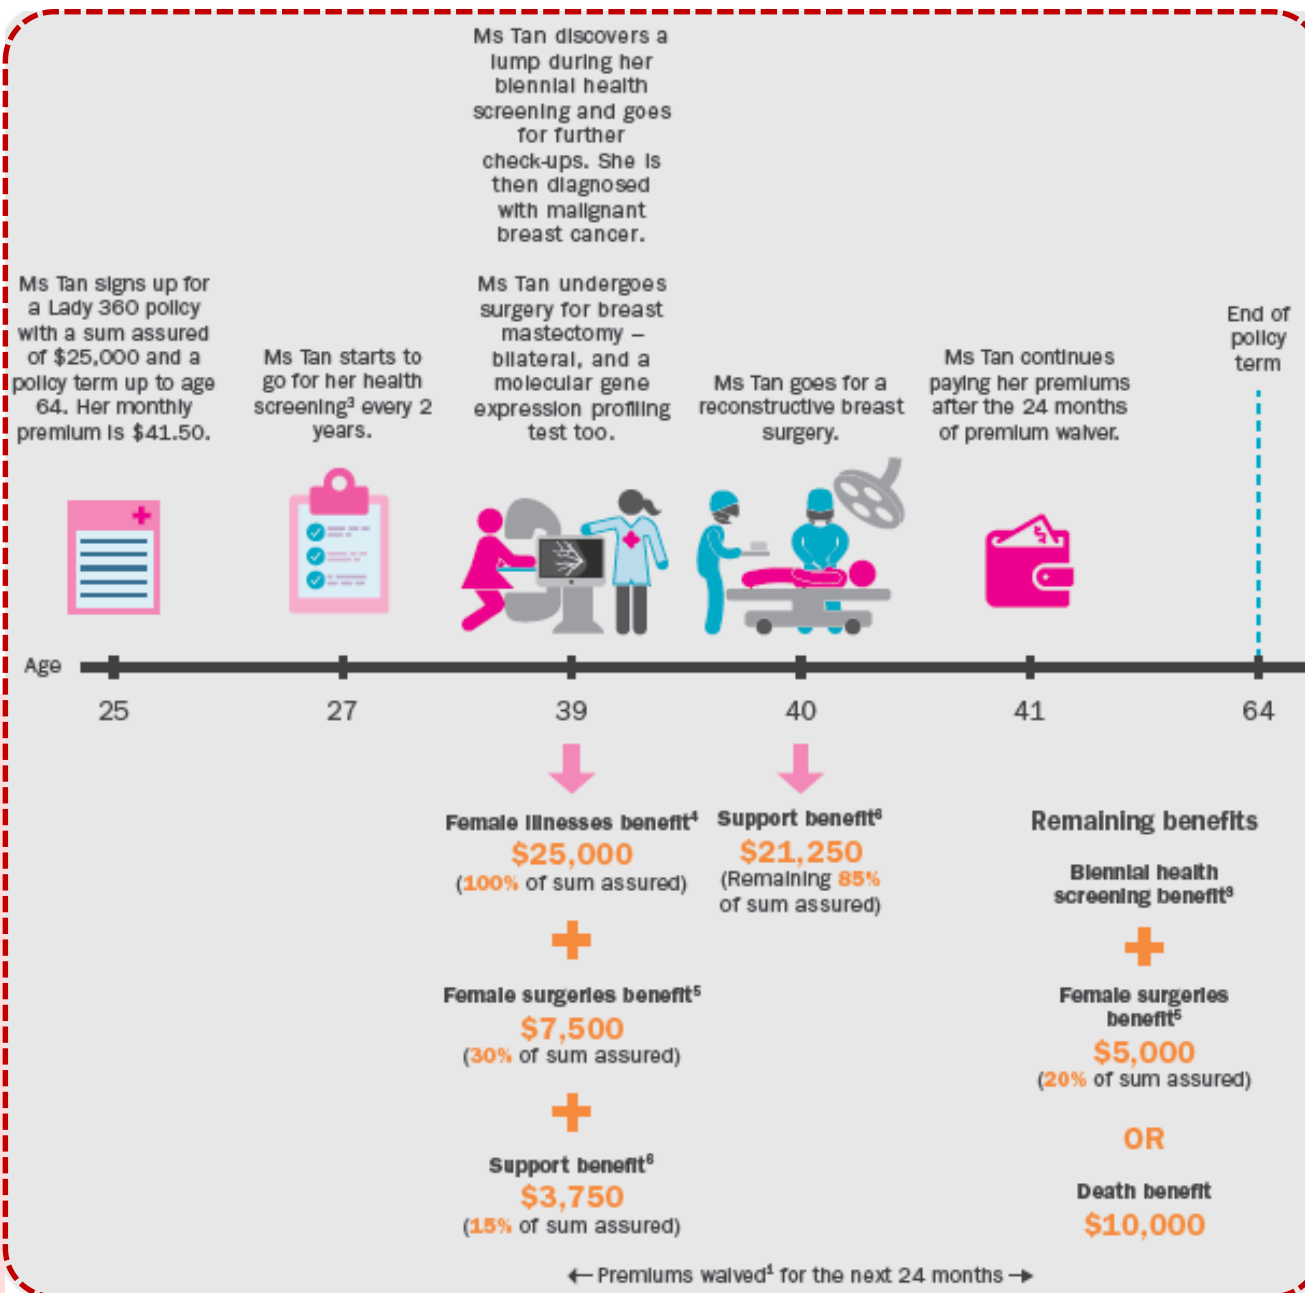 Ms Tan signs up for
a Lady 360 policy
with a sum assured
of $25,000 and a
policy term up to age
64. Her monthly
premium is $41.50.
Ms Tan starts to
go for her health
screening³ every 2
years.
Ms Tan discovers a
lump during her
biennial health
screening and goes
for further
check-ups. She is
then diagnosed
with malignant
breast cancer.
Ms Tan undergoes
surgery for breast
mastectomy –
bilateral, and a
molecular gene
expression profiling
test too.
Ms Tan goes for a
reconstructive breast
surgery.
Ms Tan continues
paying her premiums
after the 24 months
of premium waiver.
End of
policy
term
Age
25
27
39
40
41
64
Female illnesses benefit⁴
$25,000
(100% of sum assured)
+
Female surgeries benefit⁵
$7,500
(30% of sum assured)
+
Support benefit⁶
$3,750
(15% of sum assured)
Support benefit⁶
$21,250
(Remaining 85%
of sum assured)
Remaining benefits
Biennial health
screening benefit³
+
Female surgeries
benefit⁵
$5,000
(20% of sum assured)
OR
Death benefit
$10,000
←Premiums waived¹ for the next 24 months→